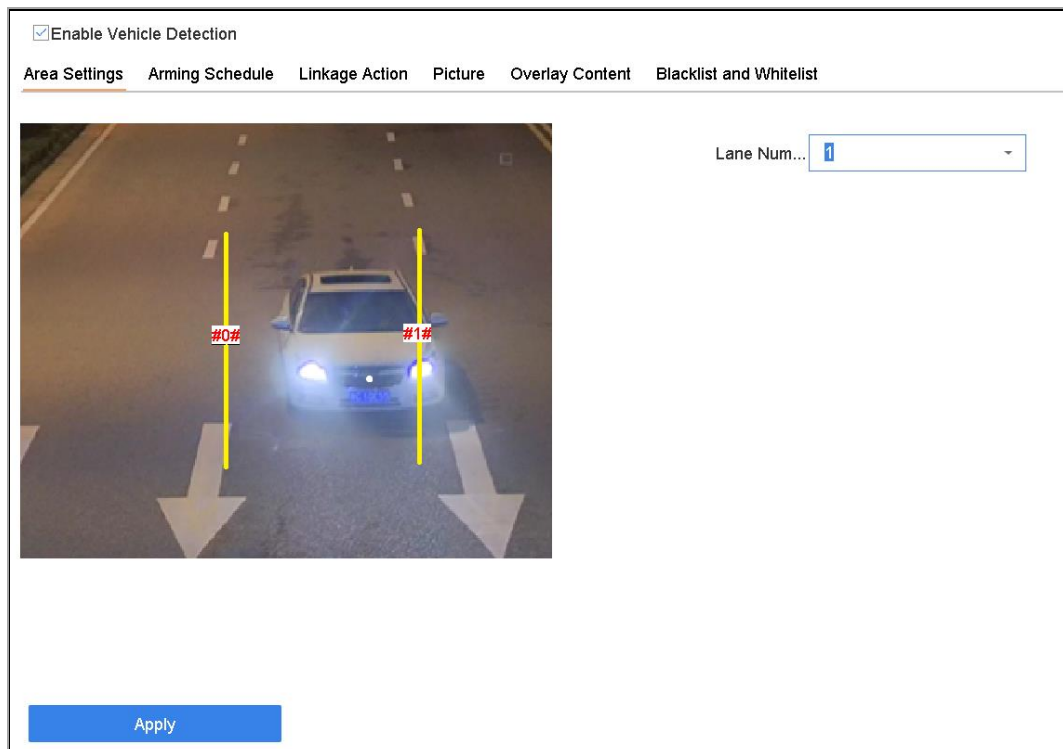 Enable Vehicle Detection
Area Settings Arming Schedule Linkage Action Picture Overlay Content Blacklist and Whitelist
Lane Num... 1
#0# #1#
Apply